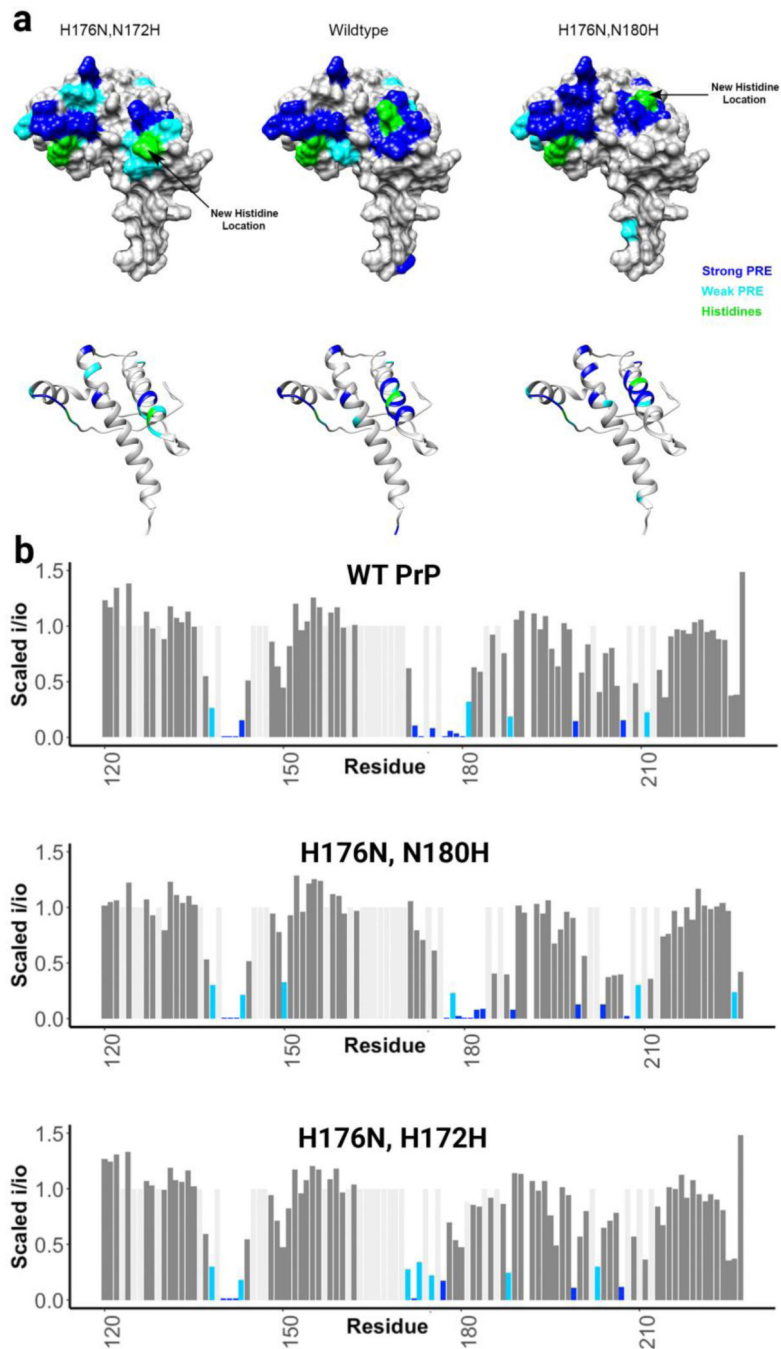 a
H176N,N172H
Wildtype
H176N,N180H
New Histidine
Location
New Histidine
Location
Strong PRE
Weak PRE
Histidines
b
WT PrP
Scaled i/io
1.5
1.0
0.5
0.0
120
150
180
210
Residue
H176N, N180H
Scaled i/io
1.5
1.0
0.5
0.0
120
150
180
210
Residue
H176N, H172H
Scaled i/io
1.5
1.0
0.5
0.0
120
150
180
210
Residue